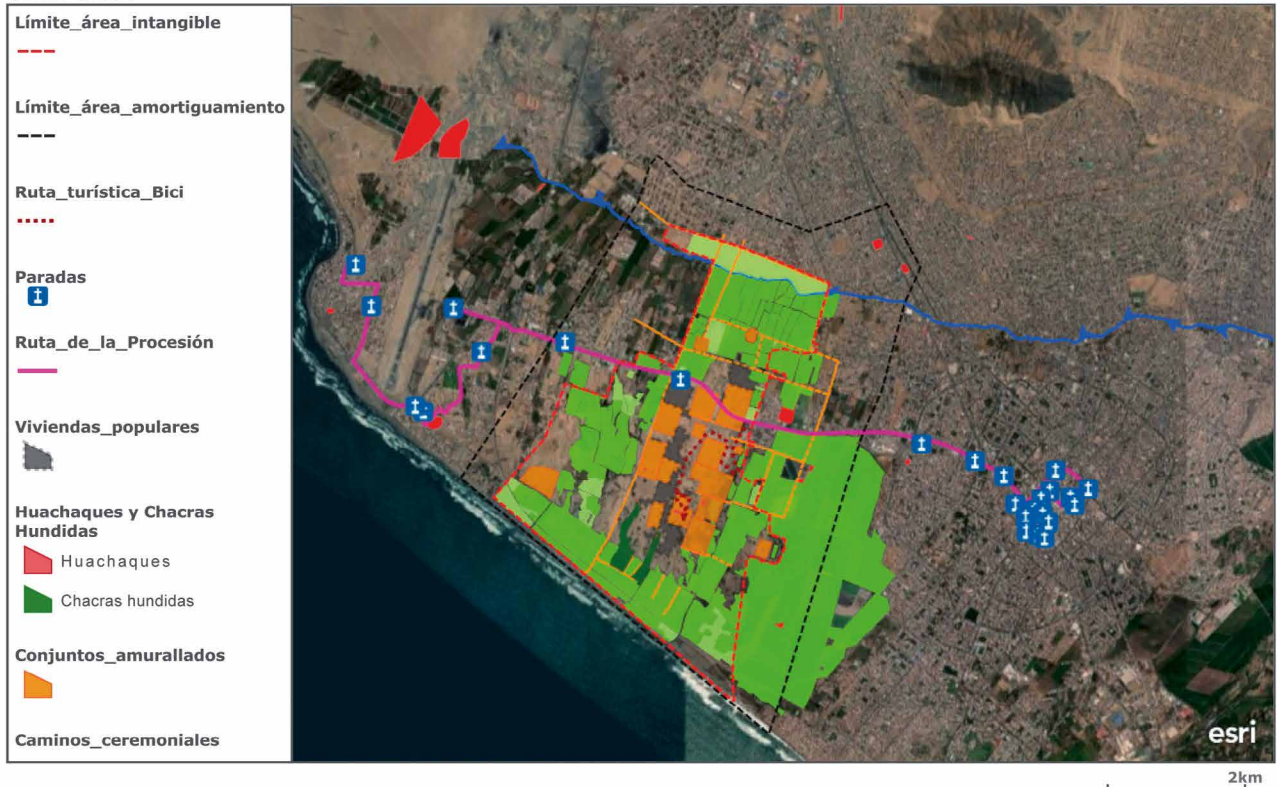 Límite_área_intangible
Límite_área_amortiguamiento
Ruta_turística_Bici
Paradas
Ruta_de_la_Procesión
Viviendas_populares
Huachaques y Chacras
Hundidas
Huachaques
Chacras hundidas
Conjuntos_amurallados
Caminos_ceremoniales
esri
2km